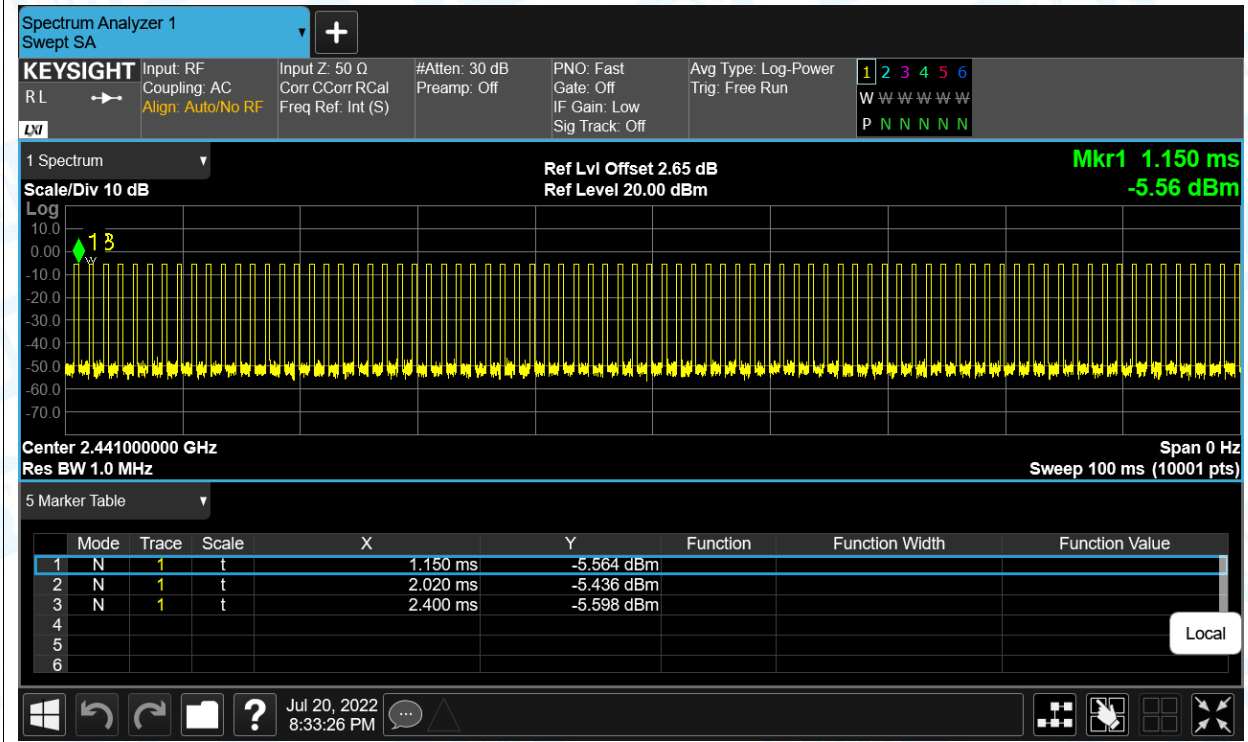 Spectrum Analyzer 1
Swept SA
KEYSIGHT
R L
LXI
Input: RF
Coupling: AC
Align: Auto/No RF
Input Z: 50 Ω
Corr CCorr RCal
Freq Ref: Int (S)
#Atten: 30 dB
Preamp: Off
PNO: Fast
Gate: Off
IF Gain: Low
Sig Track: Off
Avg Type: Log-Power
Trig: Free Run
1 2 3 4 5 6
W W W W W W
P N N N N N
1 Spectrum
Scale/Div 10 dB
Ref Lvl Offset 2.65 dB
Ref Level 20.00 dBm
Mkr1 1.150 ms
-5.56 dBm
Log
10.0
0.00
-10.0
-20.0
-30.0
-40.0
-50.0
-60.0
-70.0
1 3
Center 2.441000000 GHz
Res BW 1.0 MHz
Span 0 Hz
Sweep 100 ms (10001 pts)
5 Marker Table
Mode Trace Scale X Y Function Function Width Function Value
1 N 1 t 1.150 ms -5.564 dBm
2 N 1 t 2.020 ms -5.436 dBm
3 N 1 t 2.400 ms -5.598 dBm
4
5
6
Local
?
Jul 20, 2022
8:33:26 PM